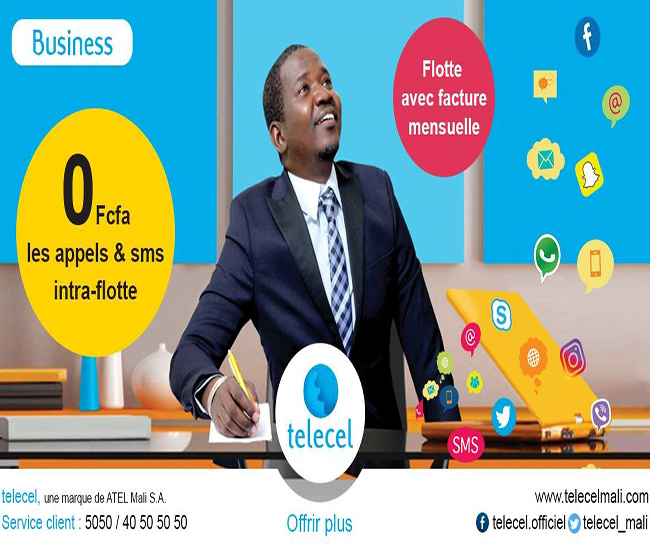 Business
0 Fcfa
les appels & sms
intra-flotte
Flotte
avec facture
mensuelle
SMS
telecel
telecel, une marque de ATEL Mali S.A.
Service client : 5050 / 40 50 50 50
Offrir plus
www.telecelmali.com
telecel.officiel telecel_mali